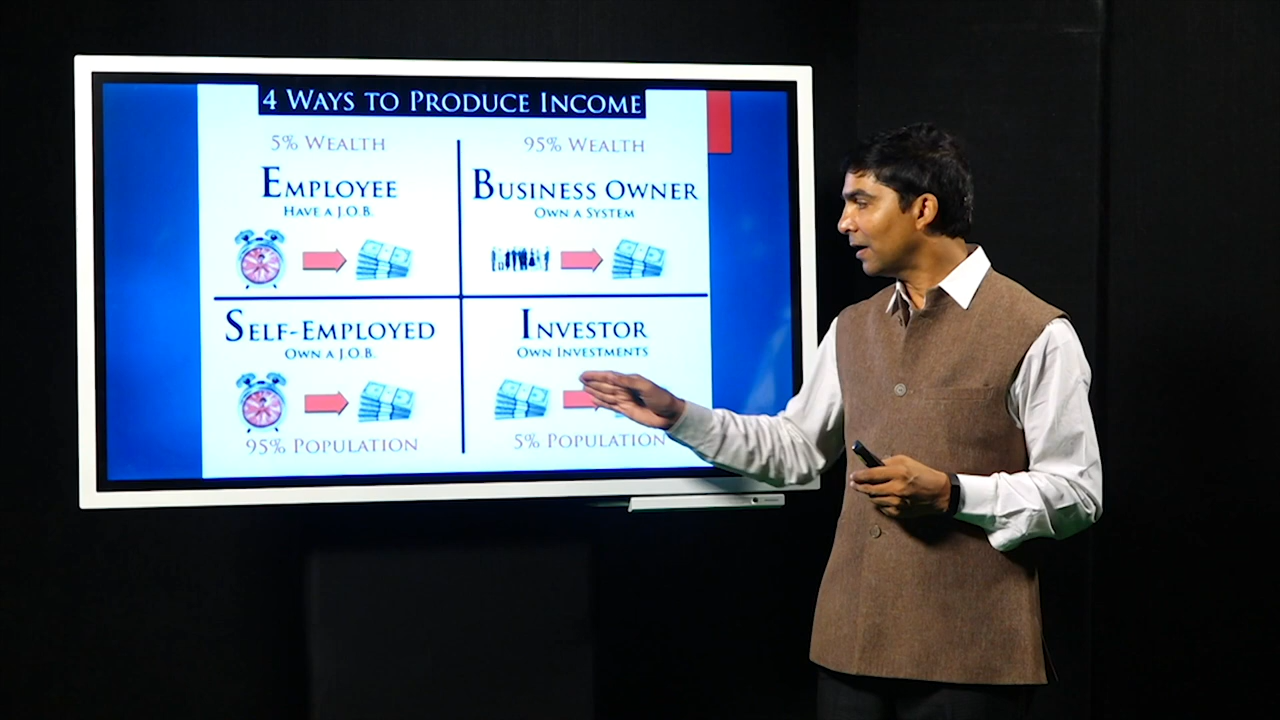 4 Ways to Produce Income
5% Wealth
Employee
Have a J.O.B.
95% Wealth
Business Owner
Own a System
Self-Employed
Own a J.O.B.
95% Population
Investor
Own Investments
5% Population